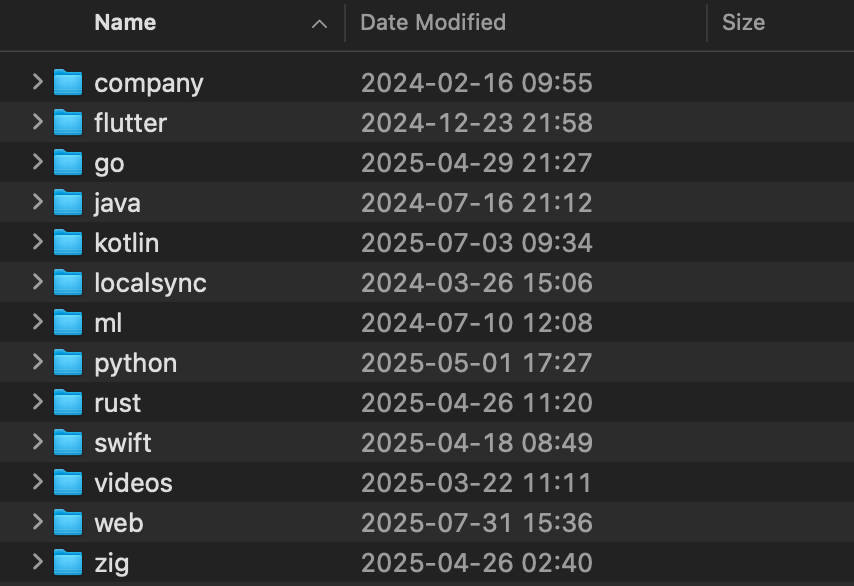 Name Date Modified Size
company 2024-02-16 09:55
flutter 2024-12-23 21:58
go 2025-04-29 21:27
java 2024-07-16 21:12
kotlin 2025-07-03 09:34
localsync 2024-03-26 15:06
ml 2024-07-10 12:08
python 2025-05-01 17:27
rust 2025-04-26 11:20
swift 2025-04-18 08:49
videos 2025-03-22 11:11
web 2025-07-31 15:36
zig 2025-04-26 02:40